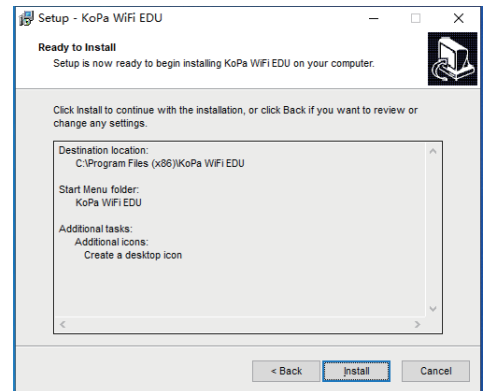 Setup - KoPa WiFi EDU
Ready to Install
Setup is now ready to begin installing KoPa WiFi EDU on your computer.
Click Install to continue with the installation, or click Back if you want to review or
change any settings.
Destination location:
C:\Program Files (x86)\KoPa WiFi EDU
Start Menu folder:
KoPa WiFi EDU
Additional tasks:
Additional icons:
Create a desktop icon
< Back Install Cancel